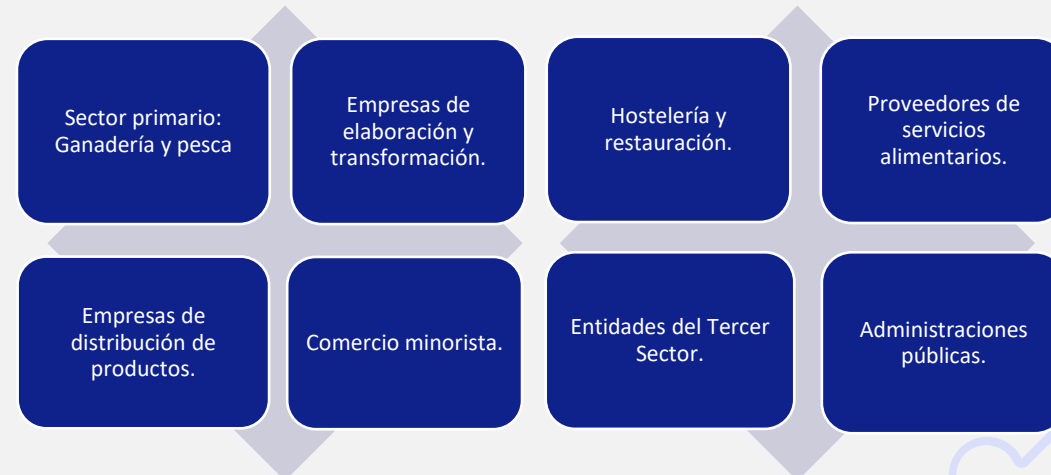 Sector primario:
Ganadería y pesca
Empresas de
elaboración y
transformación.
Hostelería y
restauración.
Proveedores de
servicios
alimentarios.
Empresas de
distribución de
productos.
Comercio minorista.
Entidades del Tercer
Sector.
Administraciones
públicas.